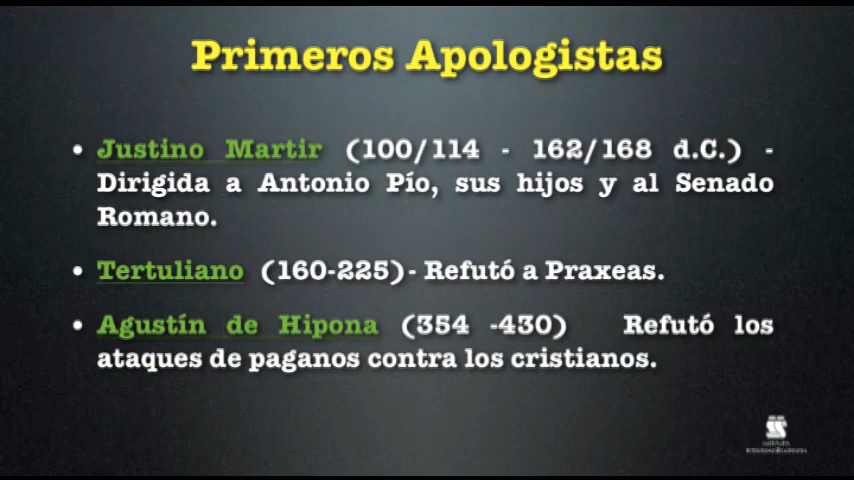 Primeros Apologistas
• Justino Martir (100/114 - 162/168 d.C.) -
Dirigida a Antonio Pío, sus hijos y al Senado
Romano.
• Tertuliano (160-225)- Refutó a Praxeas.
• Agustín de Hipona (354 -430) Refutó los
ataques de paganos contra los cristianos.